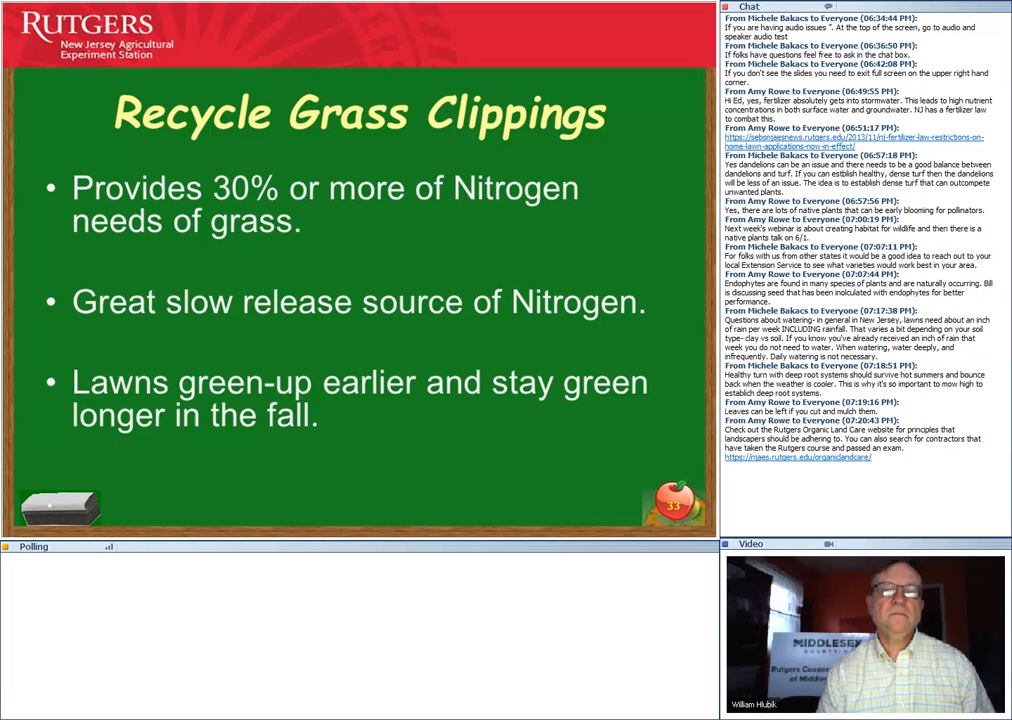 RUTGERS
New Jersey Agricultural
Experiment Station
Recycle Grass Clippings
• Provides 30% or more of Nitrogen
needs of grass.
• Great slow release source of Nitrogen.
• Lawns green-up earlier and stay green
longer in the fall.
33
Polling
Chat
From Michele Bakacs to Everyone (06:34:44 PM):
If you are having audio issues ". At the top of the screen, go to audio and
speaker audio test
From Michele Bakacs to Everyone (06:36:50 PM):
If folks have questions feel free to ask in the chat box.
From Michele Bakacs to Everyone (06:42:08 PM):
If you don't see the slides you need to exit full screen on the upper right hand
corner.
From Amy Rowe to Everyone (06:49:55 PM):
Hi Ed, yes, fertilizer absolutely gets into stormwater. This leads to high nutrient
concentrations in both surface water and groundwater. NJ has a fertilizer law
to combat this.
From Amy Rowe to Everyone (06:51:17 PM):
https://sebsnjaesnews.rutgers.edu/2013/11/nj-fertilizer-law-restrictions-on-
home-lawn-applications-now-in-effect/
From Michele Bakacs to Everyone (06:57:18 PM):
Yes dandelions can be an issue and there needs to be a good balance between
dandelions and turf. If you can estblish healthy, dense turf then the dandelions
will be less of an issue. The idea is to establish dense turf that can outcompete
unwanted plants.
From Amy Rowe to Everyone (06:57:56 PM):
Yes, there are lots of native plants that can be early blooming for pollinators.
From Michele Bakacs to Everyone (07:00:19 PM):
Next week's webinar is about creating habitat for wildlife and then there is a
native plants talk on 6/1.
From Michele Bakacs to Everyone (07:07:11 PM):
For folks with us from other states it would be a good idea to reach out to your
local Extension Service to see what varieties would work best in your area.
From Amy Rowe to Everyone (07:07:44 PM):
Endophytes are found in many species of plants and are naturally occurring. Bill
is discussing seed that has been inolculated with endophytes for better
performance.
From Michele Bakacs to Everyone (07:17:38 PM):
Questions about watering- in general in New Jersey, lawns need about an inch
of rain per week INCLUDING rainfall. That varies a bit depending on your soil
type- clay vs soil. If you know you've already received an inch of rain that
week you do not need to water. When watering, water deeply, and
infrequently. Daily watering is not necessary.
From Michele Bakacs to Everyone (07:18:51 PM):
Healthy turn with deep root systems should survive hot summers and bounce
back when the weather is cooler. This is why it's so important to mow high to
establich deep root systems.
From Amy Rowe to Everyone (07:19:16 PM):
Leaves can be left if you cut and mulch them.
From Amy Rowe to Everyone (07:20:43 PM):
Check out the Rutgers Organic Land Care website for principles that
landscapers should be adhering to. You can also search for contractors that
have taken the Rutgers course and passed an exam.
https://njaes.rutgers.edu/organiclandcare/
Video
MIDDLESEX
Rutgers Cooper
of Middles
William Hlubik